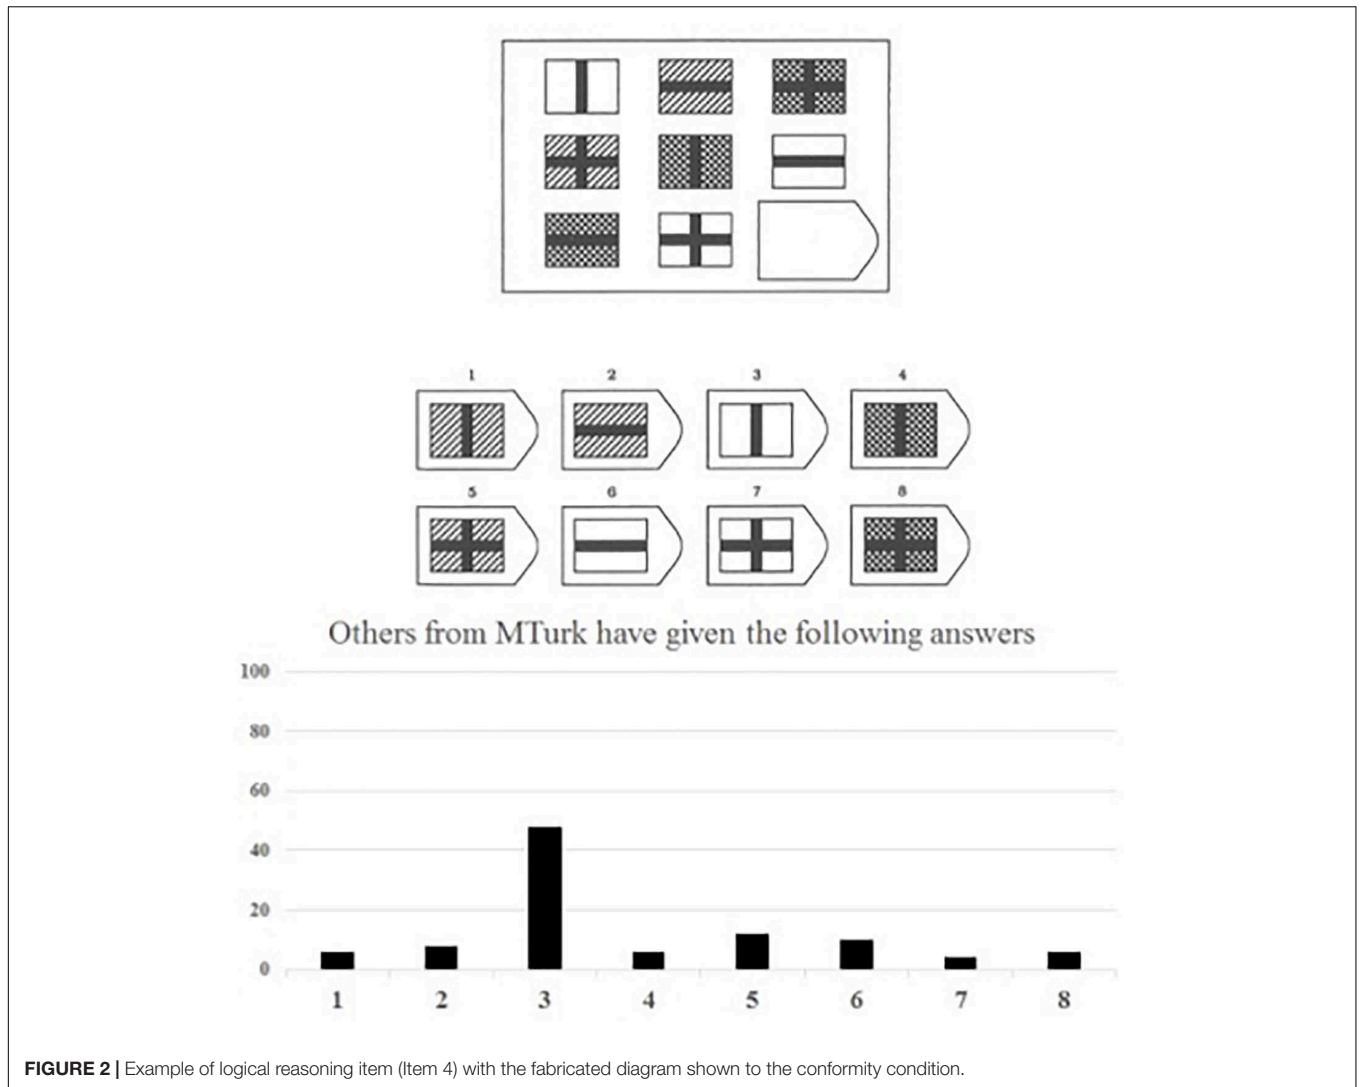 1 2 3 4
5 6 7 8
Others from MTurk have given the following answers
100
80
60
40
20
0
1 2 3 4 5 6 7 8
FIGURE 2 | Example of logical reasoning item (Item 4) with the fabricated diagram shown to the conformity condition.